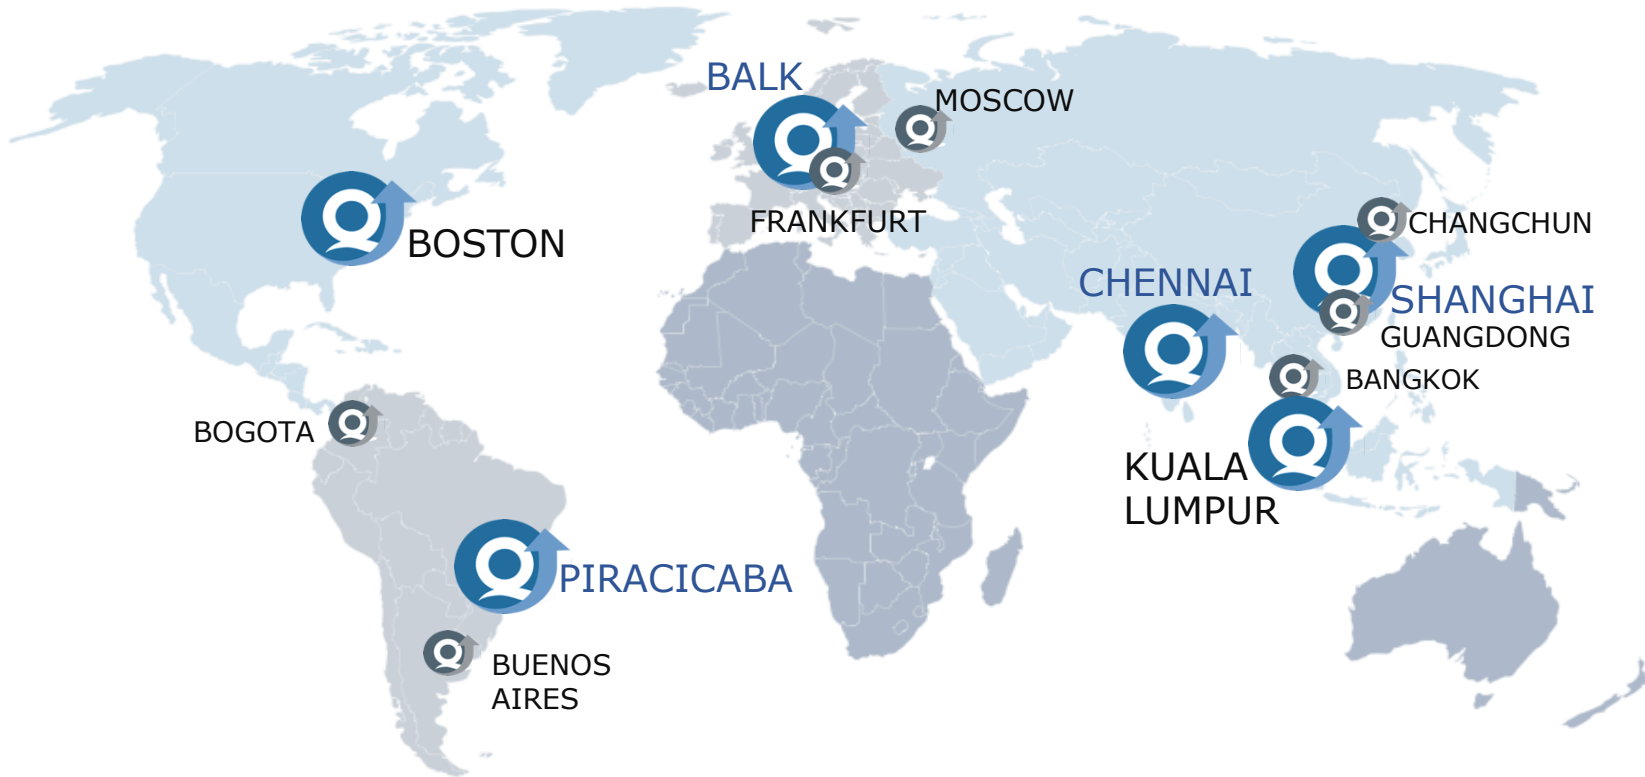 BALK
MOSCOW
FRANKFURT
BOSTON
CHANGCHUN
CHENNAI
SHANGHAI
GUANGDONG
BANGKOK
BOGOTA
KUALA
LUMPUR
PIRACICABA
BUENOS
AIRES